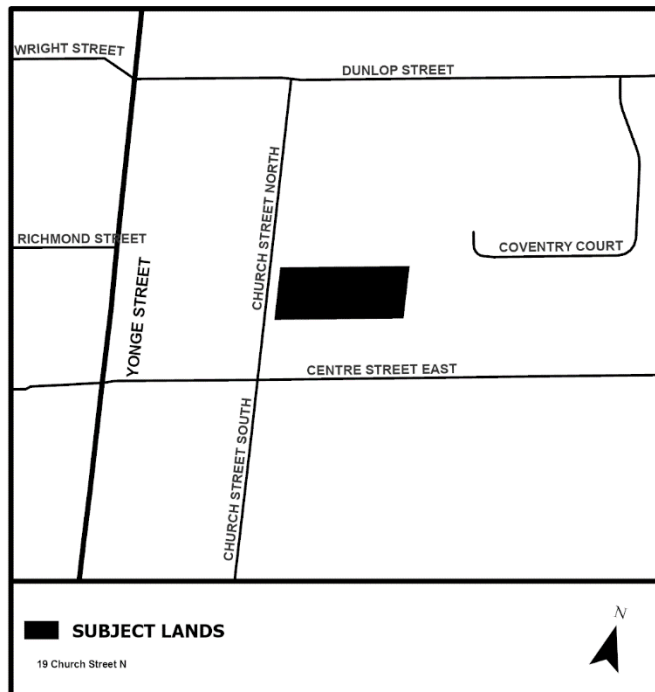 WRIGHT STREET
DUNLOP STREET
CHURCH STREET NORTH
RICHMOND STREET
COVENTRY COURT
YONGE STREET
CENTRE STREET EAST
CHURCH STREET SOUTH
N
SUBJECT LANDS
19 Church Street N